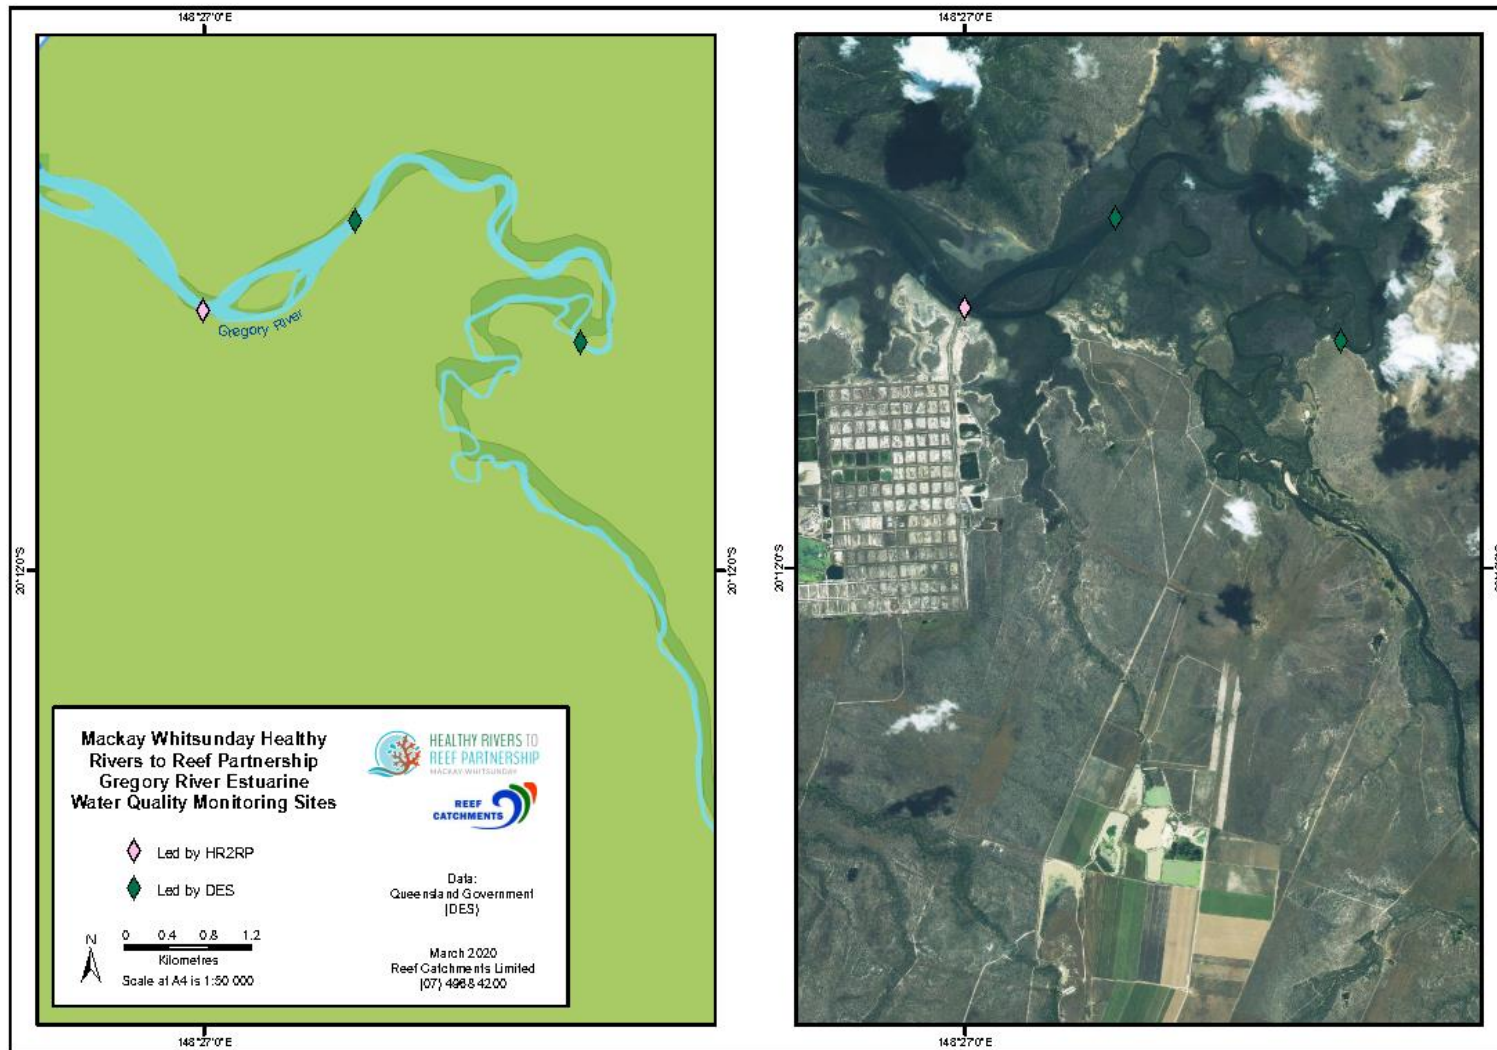 148°27'0"E
148°27'0"E
Gregory River
20°12'0"S
20°12'0"S
20°12'0"S
Mackay Whitsunday Healthy
Rivers to Reef Partnership
Gregory River Estuarine
Water Quality Monitoring Sites
HEALTHY RIVERS TO
REEF PARTNERSHIP
MACKAY-WHITSUNDAY
REEF
CATCHMENTS
Led by HR2RP
Led by DES
Data:
Queensland Government
(DES)
N
0 0.4 0.8 1.2
Kilometres
Scale at A4 is 1:50 000
March 2020
Reef Catchments Limited
(07) 4968 4200
148°27'0"E
148°27'0"E